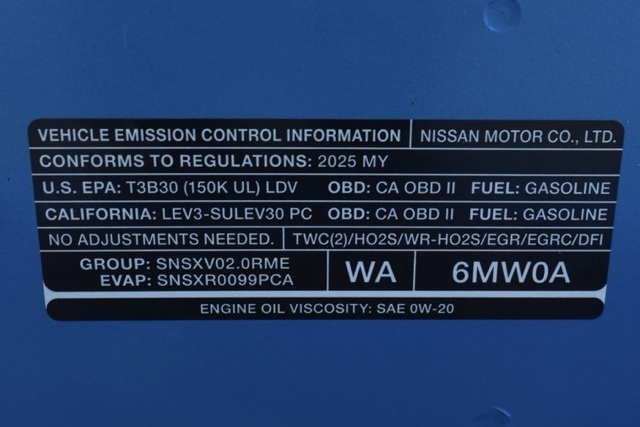 VEHICLE EMISSION CONTROL INFORMATION NISSAN MOTOR CO., LTD.
CONFORMS TO REGULATIONS: 2025 MY
U.S. EPA: T3B30 (150K UL) LDV OBD: CA OBD II FUEL: GASOLINE
CALIFORNIA: LEV3-SULEV30 PC OBD: CA OBD II FUEL: GASOLINE
NO ADJUSTMENTS NEEDED. TWC(2)/HO2S/WR-HO2S/EGR/EGRC/DFI
GROUP: SNSXV02.0RME
EVAP: SNSXR0099PCA
WA 6MW0A
ENGINE OIL VISCOSITY: SAE 0W-20